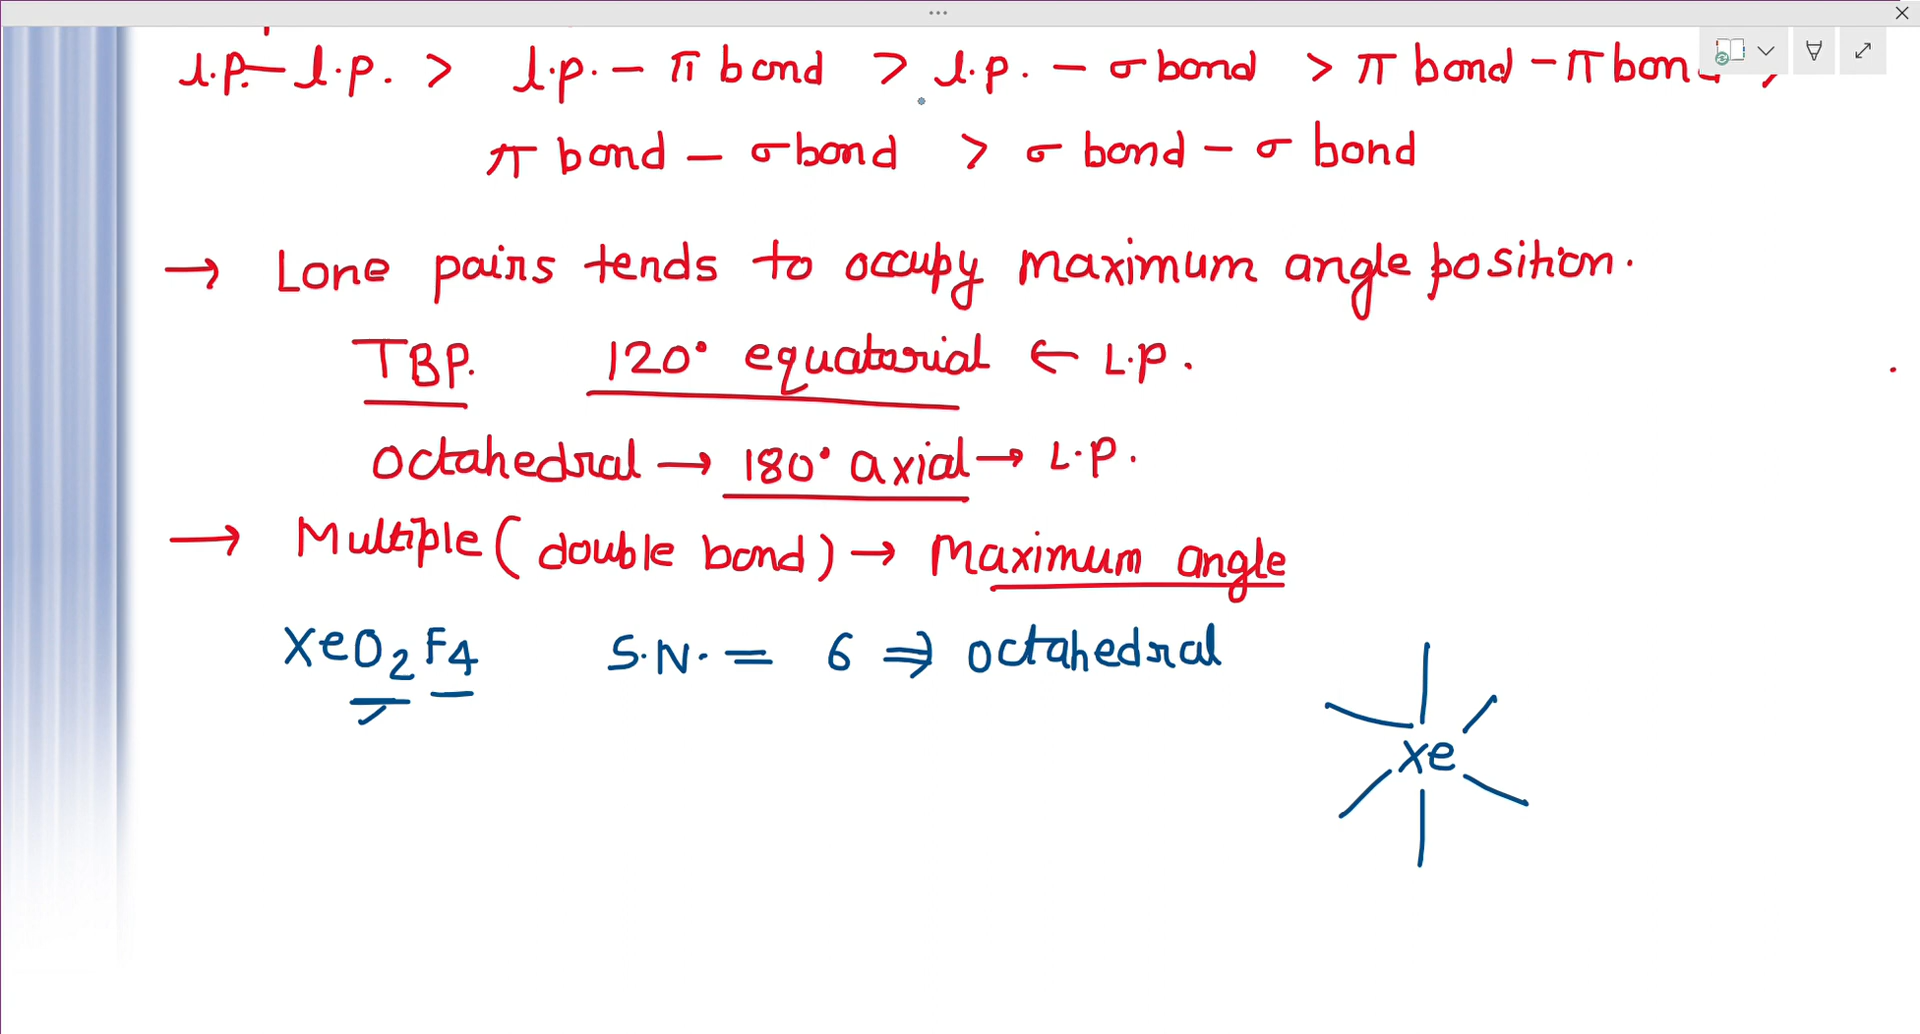 l.p.- l.p. > l.p. - π bond > l.p. - σ bond > π bond - π bond >
π bond - σ bond > σ bond - σ bond
→ Lone pairs tends to occupy maximum angle position.
TBP. 120° equatorial ← L.P.
octahedral → 180° axial → L.P.
→ Multiple (double bond) → Maximum angle
XeO2F4 S.N. = 6 ⇒ octahedral
Xe